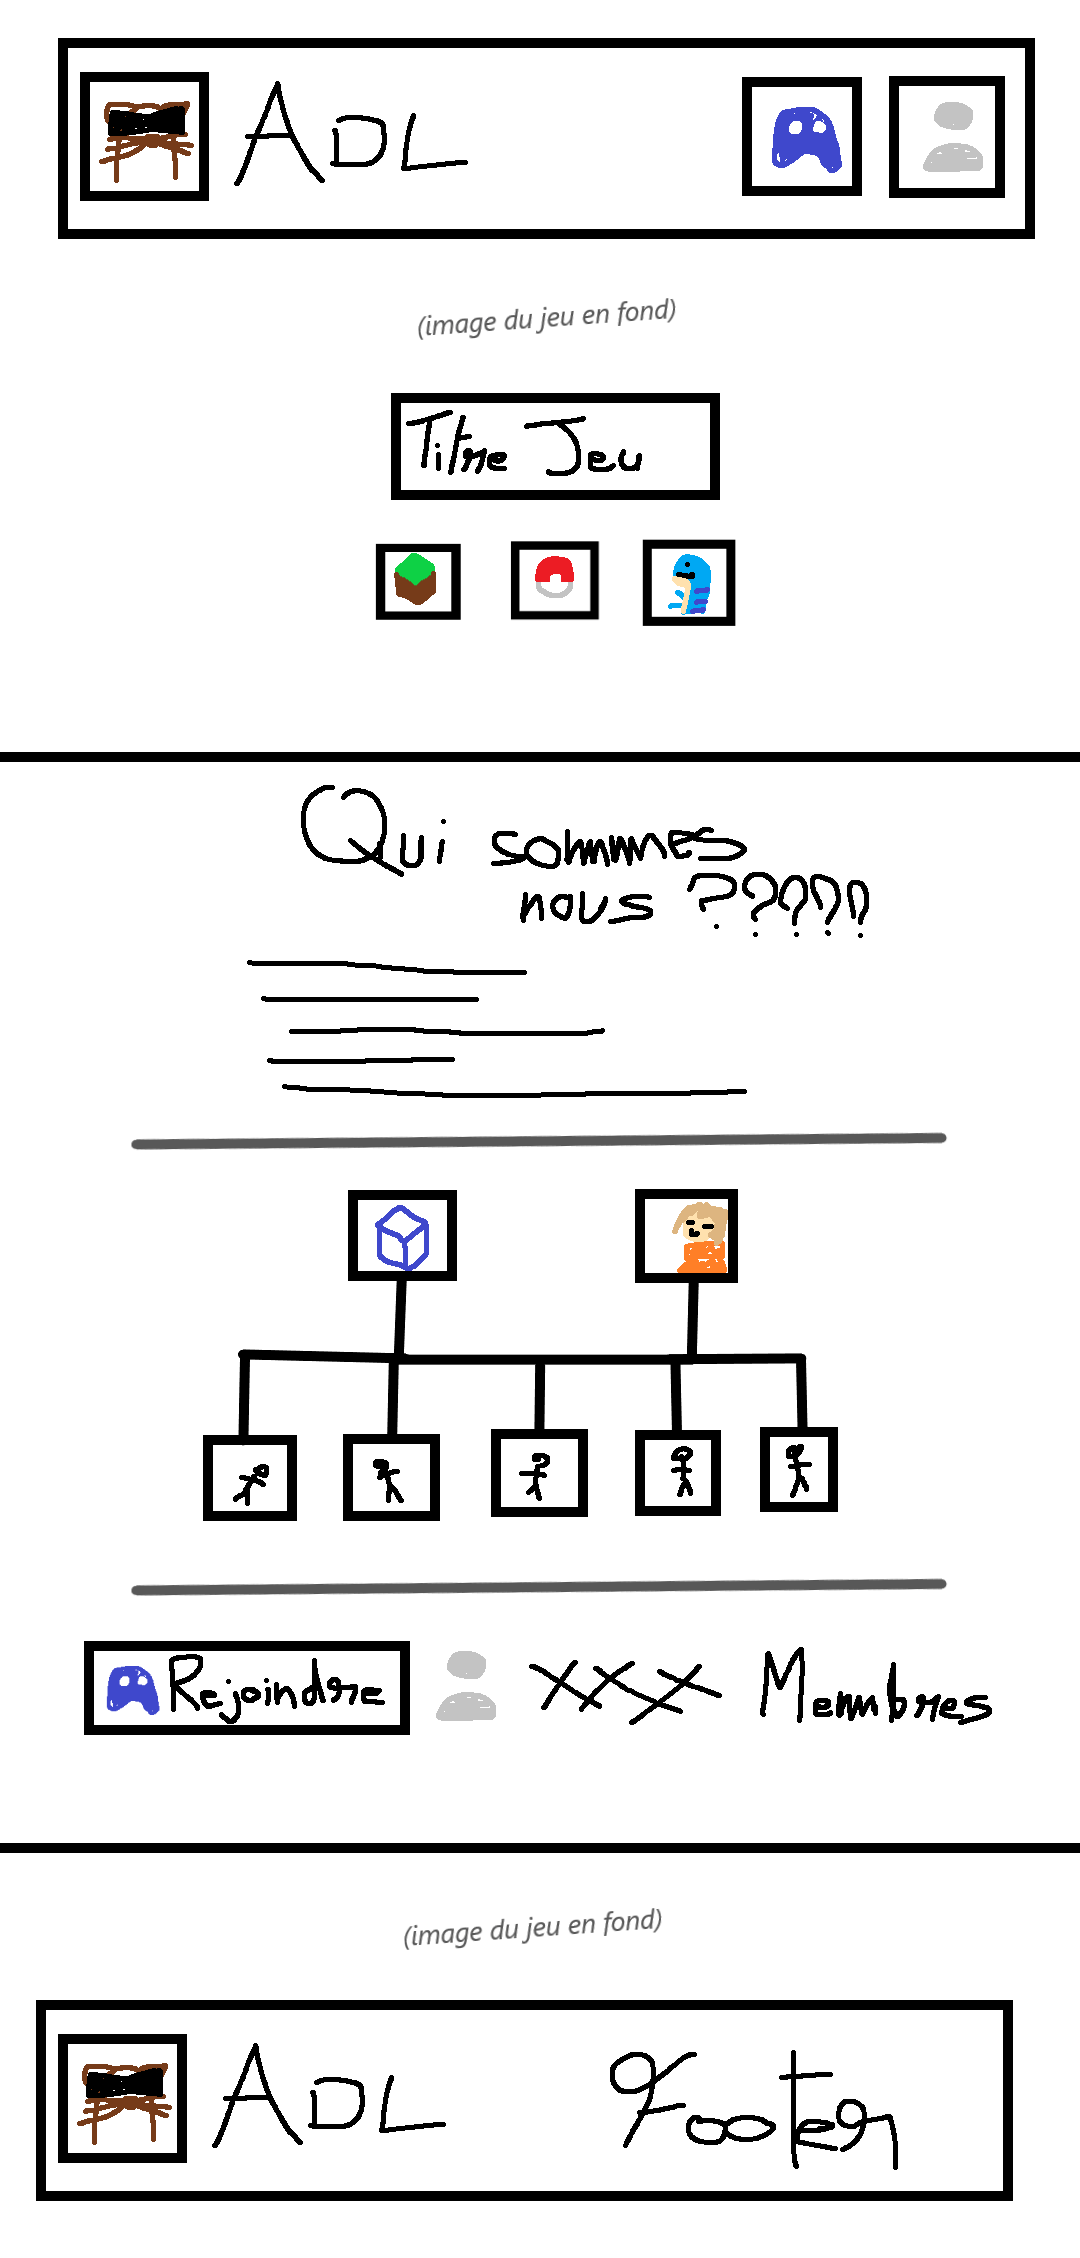 ADL
(image du jeu en fond)
Titre Jeu
Qui sommes
nous ?????
Rejoindre XXX Membres
(image du jeu en fond)
ADL Footer